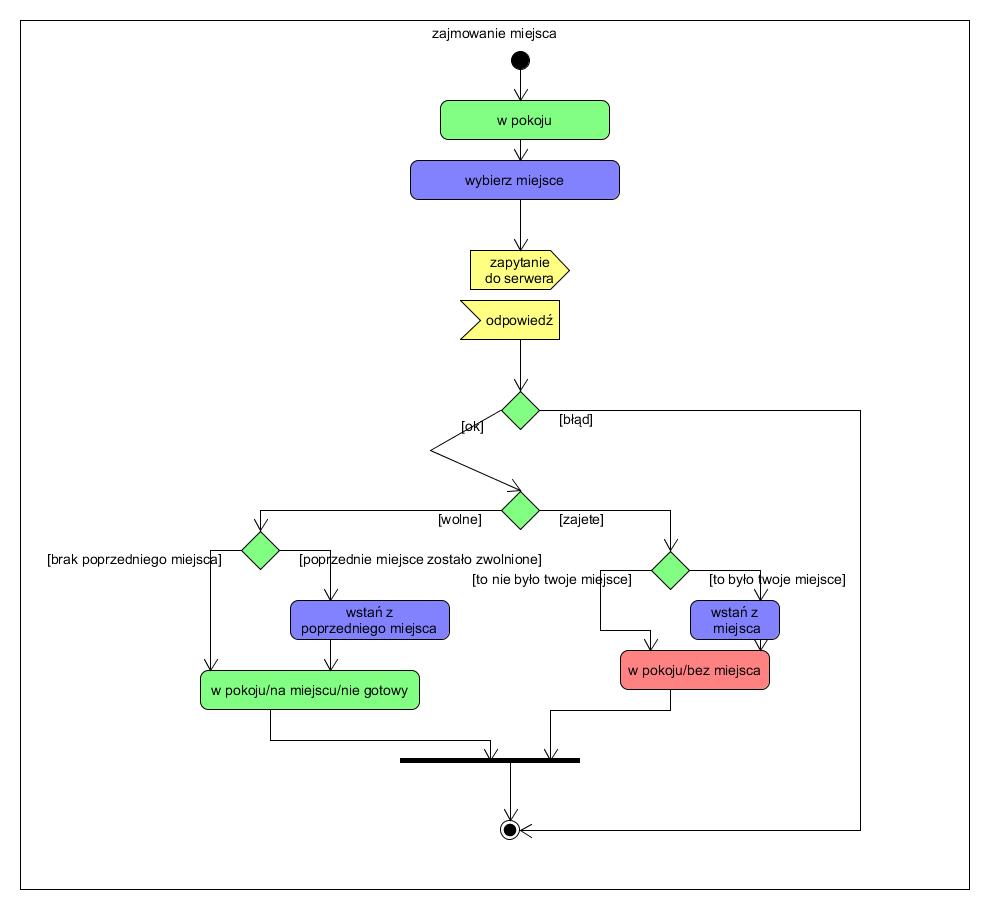 zajmowanie miejsca
w pokoju
wybierz miejsce
zapytanie
do serwera
odpowiedź
[ok]
[błąd]
[wolne]
[zajete]
[brak poprzedniego miejsca]
[poprzednie miejsce zostało zwolnione]
[to nie było twoje miejsce]
[to było twoje miejsce]
wstań z
poprzedniego miejsca
wstań z
miejsca
w pokoju/bez miejsca
w pokoju/na miejscu/nie gotowy